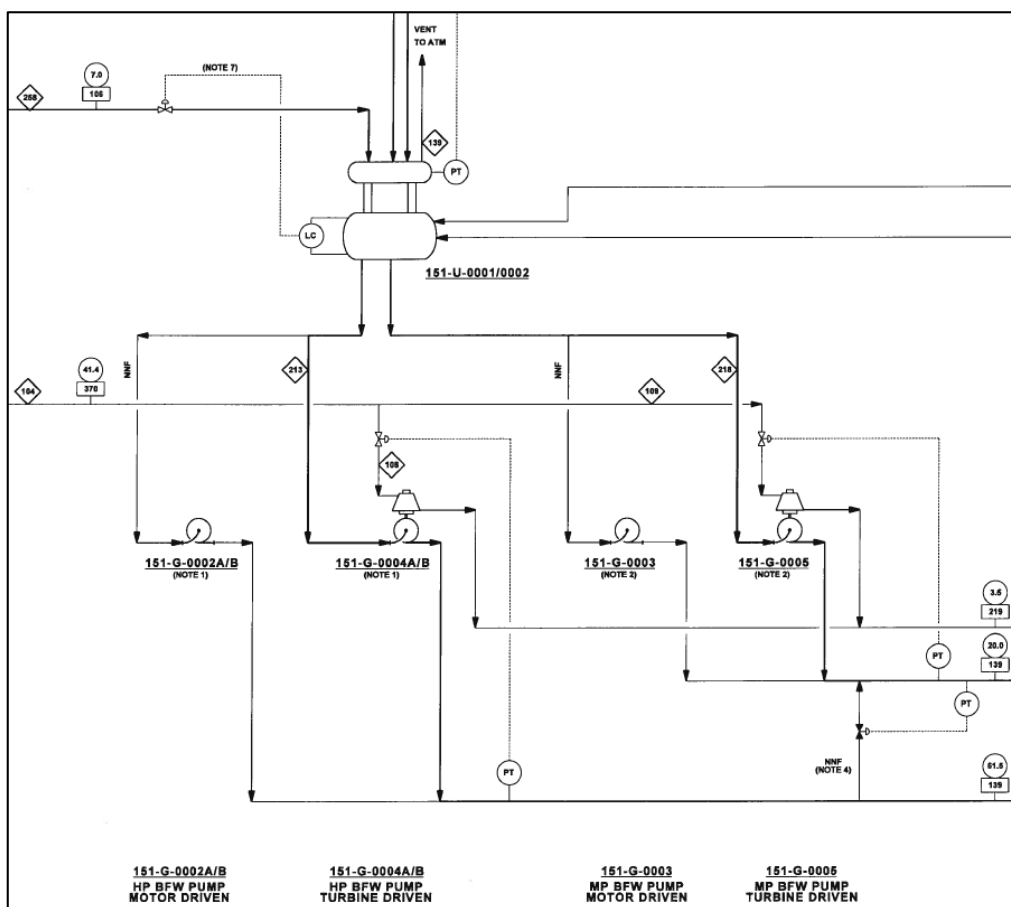 VENT
TO ATM
(NOTE 7)
7.0
106
258
139
PT
LC
151-U-0001/0002
NNF
213
NNF
218
41.4
370
104
109
108
151-G-0002A/B
(NOTE 1)
151-G-0004A/B
(NOTE 1)
151-G-0003
(NOTE 2)
151-G-0005
(NOTE 2)
3.5
219
20.0
139
PT
PT
NNF
(NOTE 4)
PT
51.5
139
151-G-0002A/B
HP BFW PUMP
MOTOR DRIVEN
151-G-0004A/B
HP BFW PUMP
TURBINE DRIVEN
151-G-0003
MP BFW PUMP
MOTOR DRIVEN
151-G-0005
MP BFW PUMP
TURBINE DRIVEN